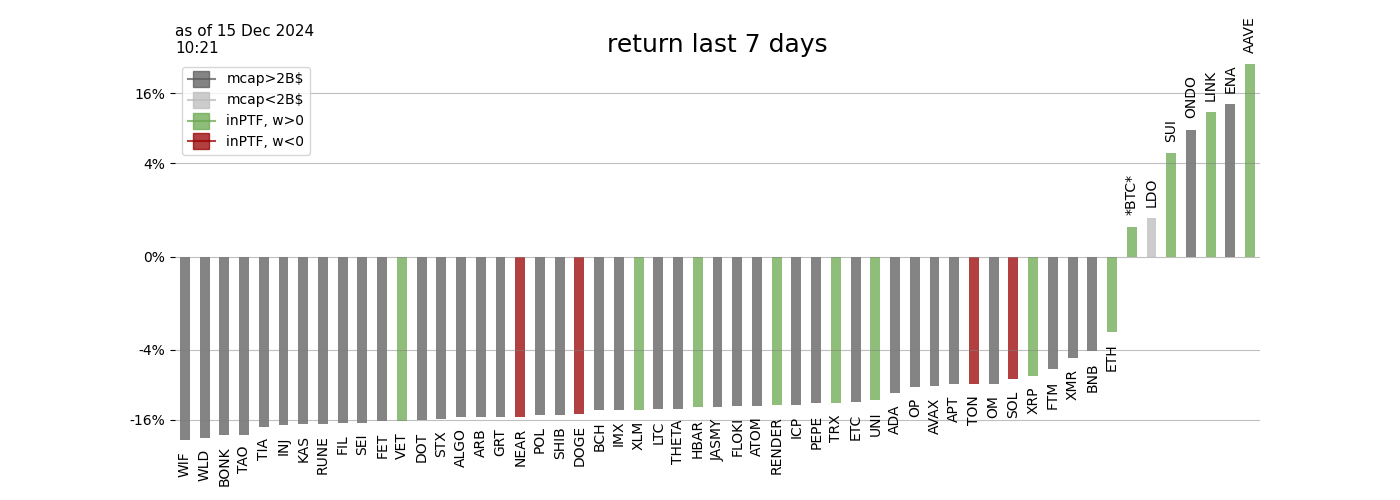 as of 15 Dec 2024
10:21
return last 7 days
mcap>2B$
mcap<2B$
inPTF, w>0
inPTF, w<0
16%
4%
0%
-4%
-16%
WIF
WLD
BONK
TAO
TIA
INJ
KAS
RUNE
FIL
SEI
FET
VET
DOT
STX
ALGO
ARB
GRT
NEAR
POL
SHIB
DOGE
BCH
IMX
XLM
LTC
THETA
HBAR
JASMY
FLOKI
ATOM
RENDER
ICP
PEPE
TRX
ETC
UNI
ADA
OP
AVAX
APT
TON
OM
SOL
XRP
FTM
XMR
BNB
ETH
*BTC*
LDO
SUI
ONDO
LINK
ENA
AAVE